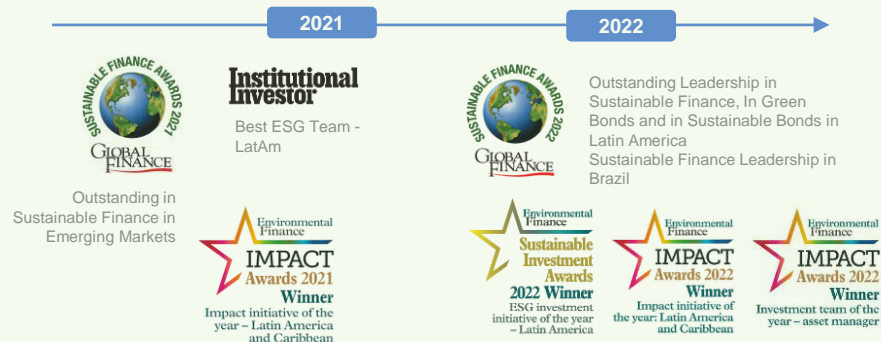 2021
2022
SUSTAINABLE FINANCE AWARDS 2021
GLOBAL
FINANCE
Outstanding in
Sustainable Finance in
Emerging Markets
Institutional
Investor
Best ESG Team -
LatAm
Environmental
Finance
IMPACT
Awards 2021
Winner
Impact initiative of the
year – Latin America
and Caribbean
SUSTAINABLE FINANCE AWARDS 2022
GLOBAL
FINANCE
Outstanding Leadership in
Sustainable Finance, In Green
Bonds and in Sustainable Bonds in
Latin America
Sustainable Finance Leadership in
Brazil
Environmental
Finance
Sustainable
Investment
Awards
2022 Winner
ESG investment
initiative of the year
– Latin America
Environmental
Finance
IMPACT
Awards 2022
Winner
Impact initiative of
the year: Latin America
and Caribbean
Environmental
Finance
IMPACT
Awards 2022
Winner
Investment team of the
year – asset manager